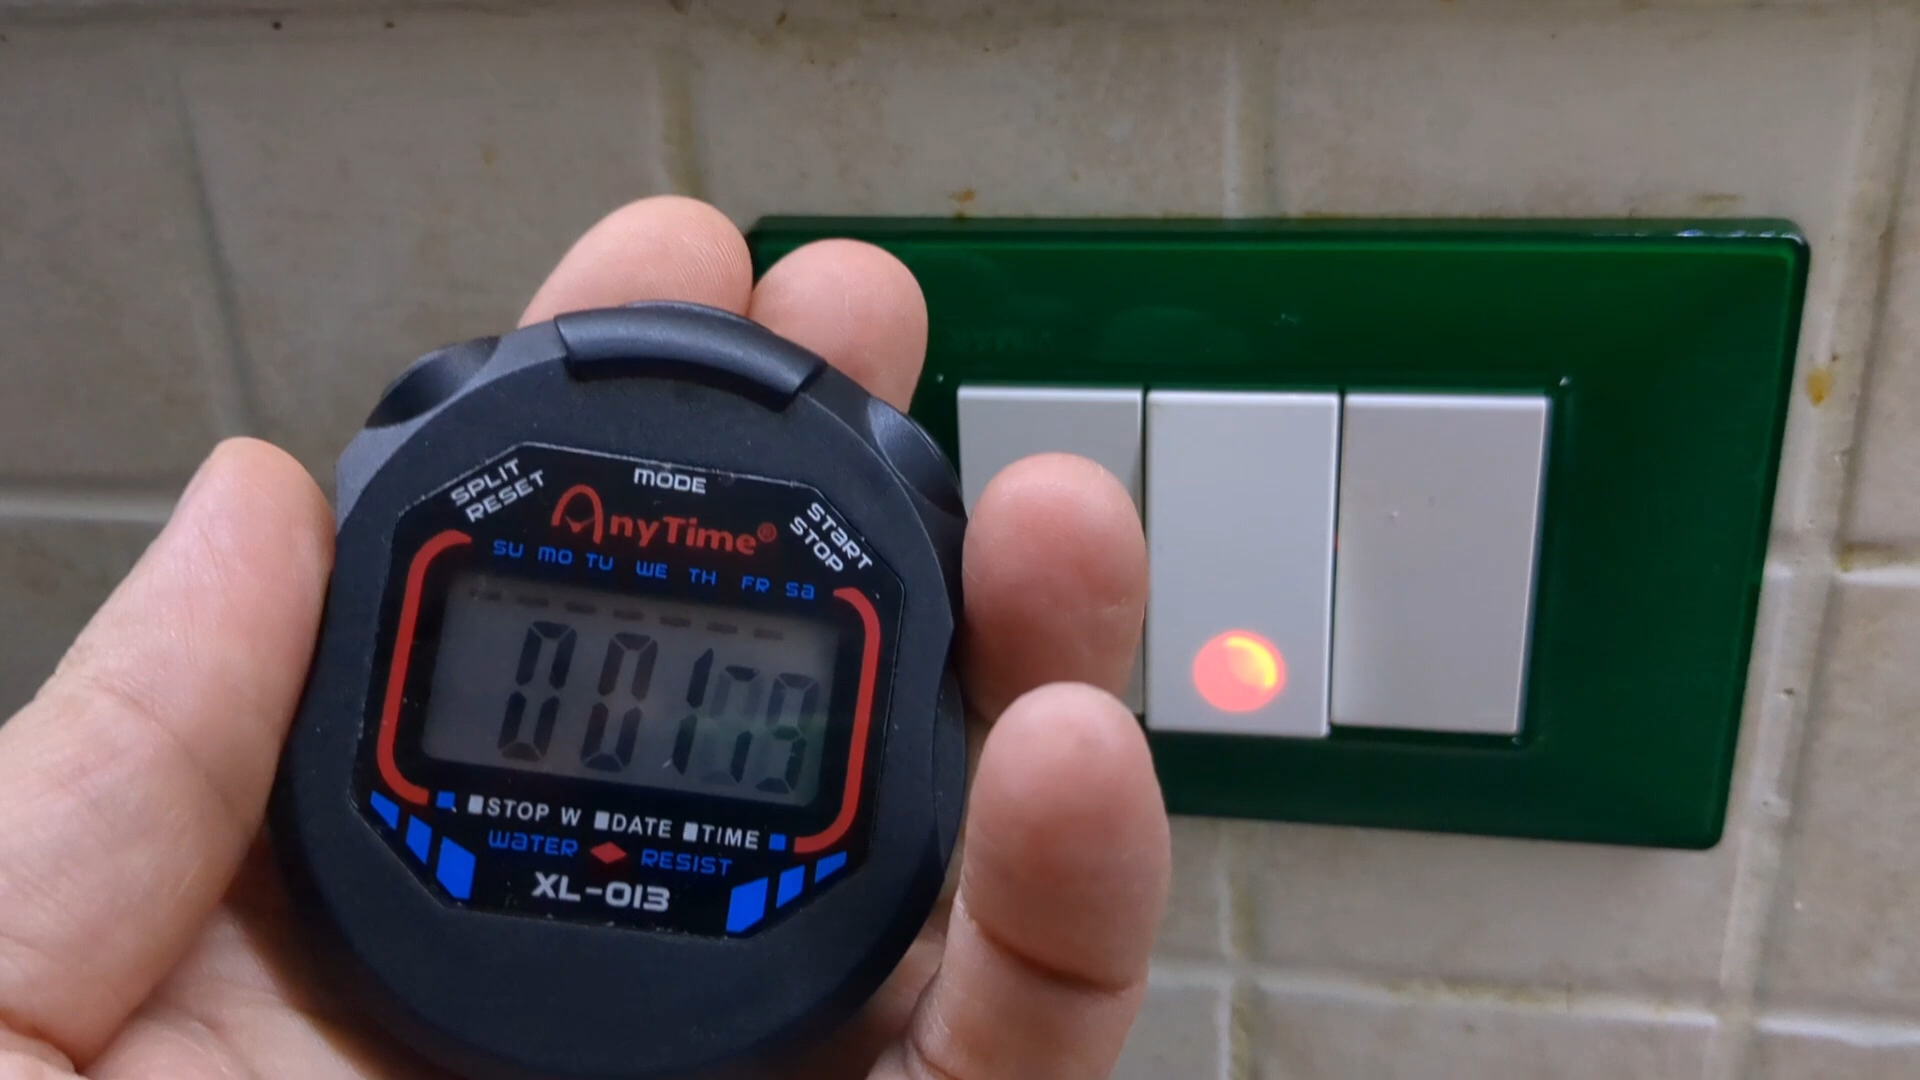 SPLIT
RESET
MODE
START
STOP
AnyTime®
SU MO TU WE TH FR SA
001
STOP W DATE TIME
WATER RESIST
XL-013